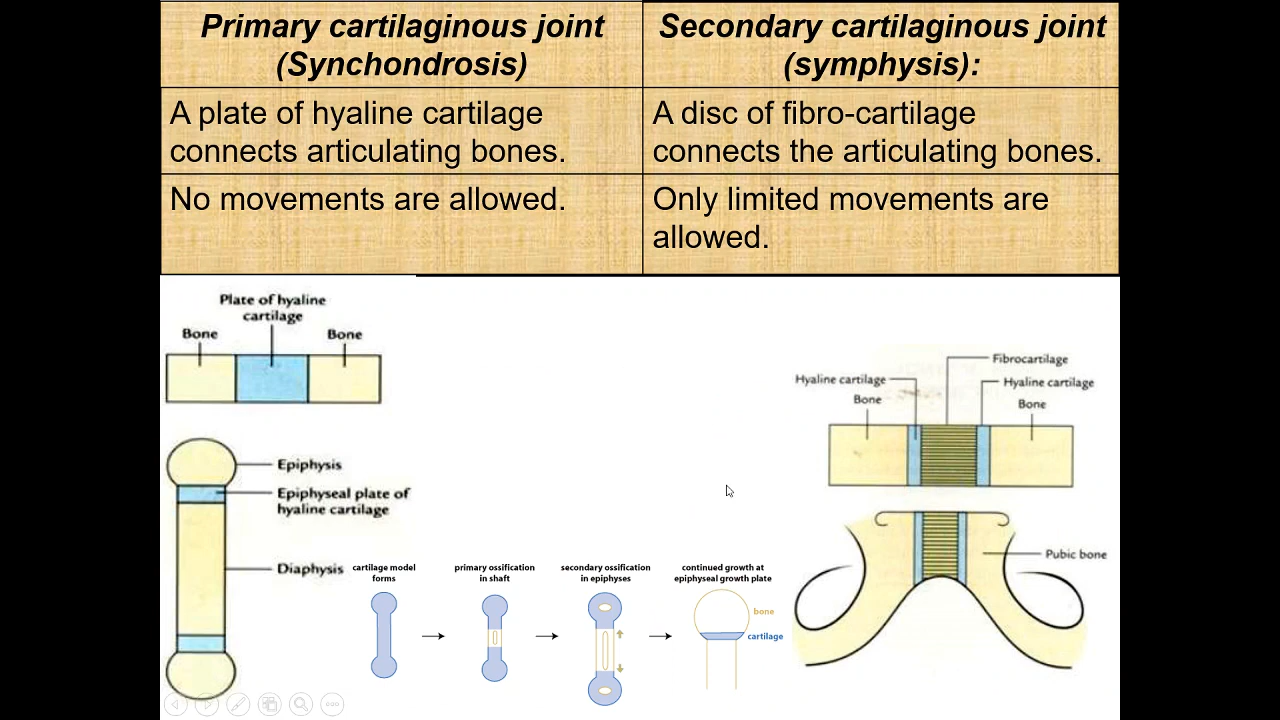 Primary cartilaginous joint
(Synchondrosis)
Secondary cartilaginous joint
(symphysis):
A plate of hyaline cartilage
connects articulating bones.
A disc of fibro-cartilage
connects the articulating bones.
No movements are allowed.
Only limited movements are
allowed.
Plate of hyaline
cartilage
Bone
Bone
Epiphysis
Epiphyseal plate of
hyaline cartilage
Diaphysis
cartilage model
forms
primary ossification
in shaft
secondary ossification
in epiphyses
continued growth at
epiphyseal growth plate
bone
cartilage
Fibrocartilage
Hyaline cartilage
Hyaline cartilage
Bone
Bone
Pubic bone